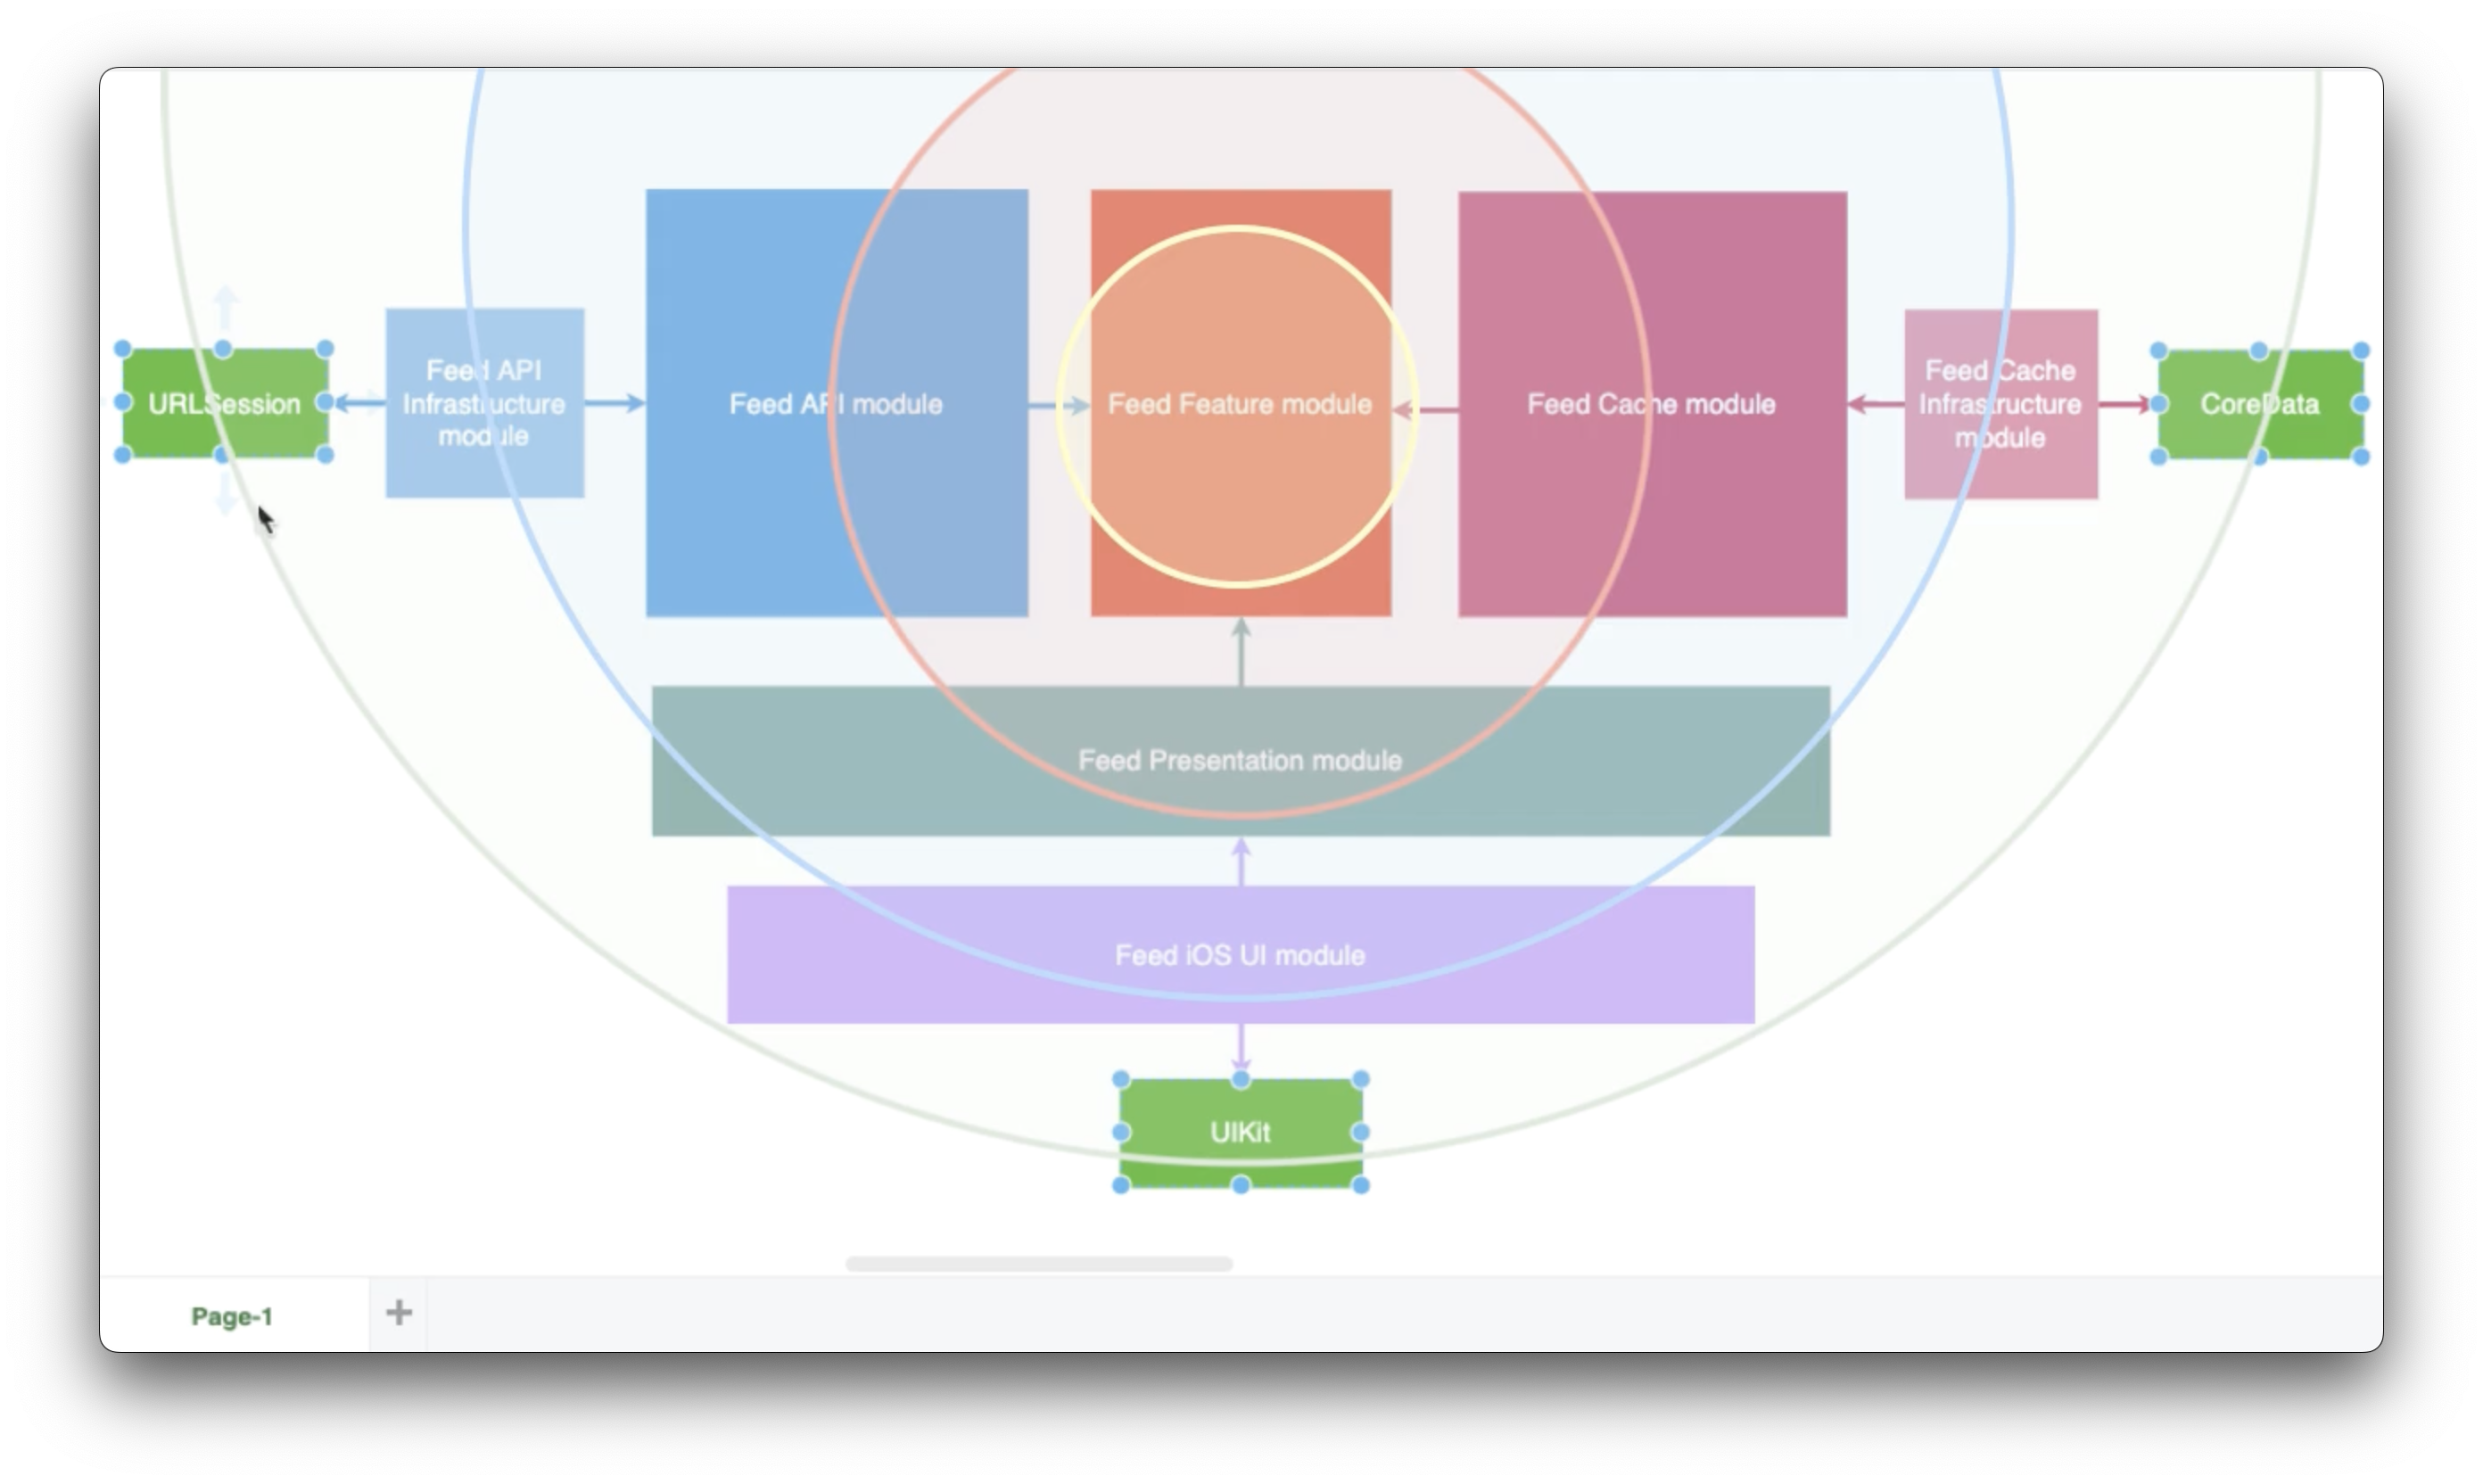 URLSession
Feed API
Infrastructure
module
Feed API module
Feed Feature module
Feed Cache module
Feed Cache
Infrastructure
module
CoreData
Feed Presentation module
Feed iOS UI module
UIKit
Page-1